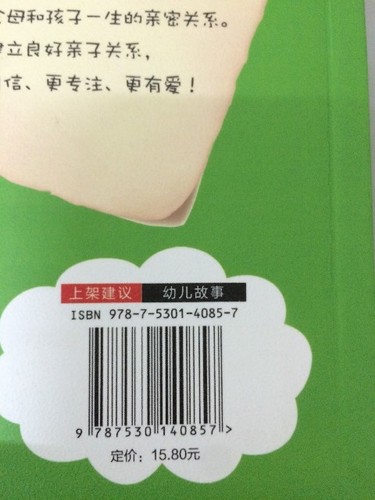 父母和孩子一生的亲密关系。
建立良好亲子关系，
信、更专注、更有爱！
上架建议 幼儿故事
ISBN 978-7-5301-4085-7
9 787530 140857 >
定价：15.80元